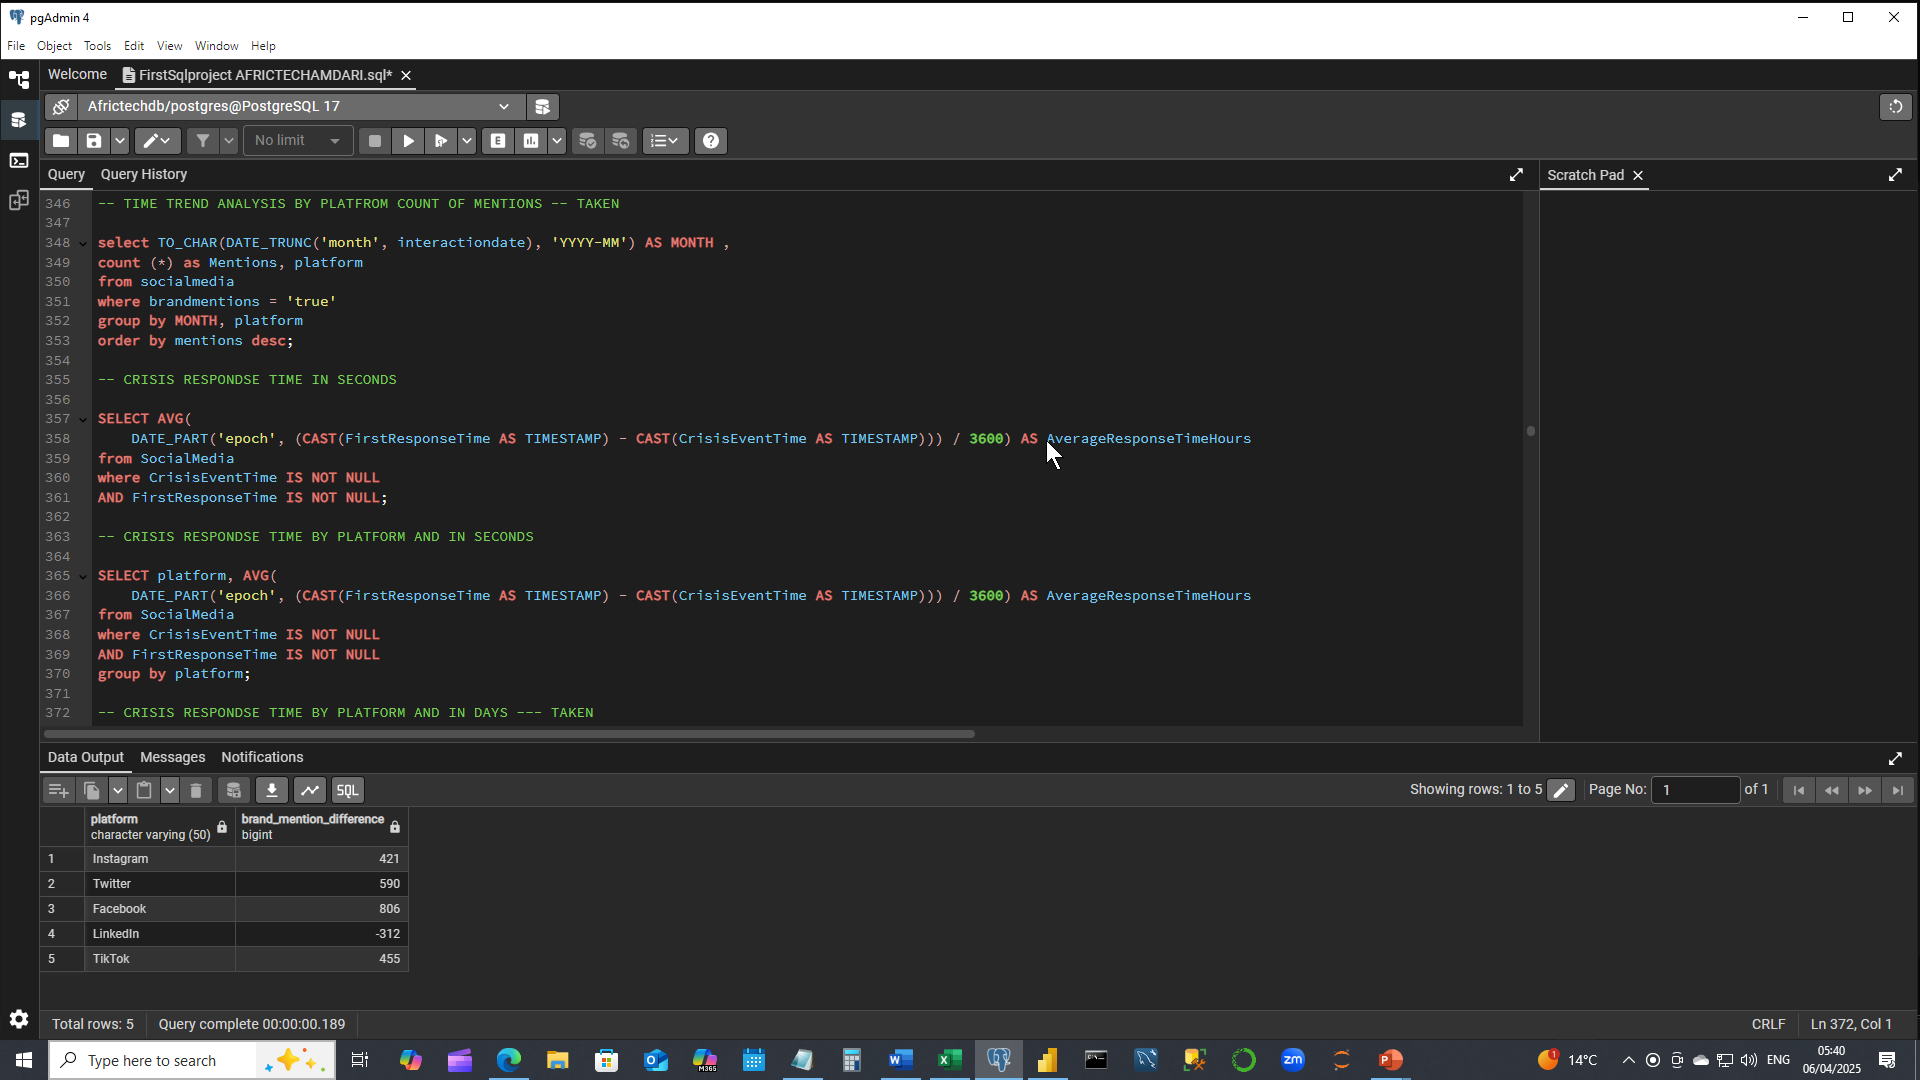 pgAdmin 4
File Object Tools Edit View Window Help
Welcome FirstSqlproject AFRICTECHAMDARI.sql*
Africtechdb/postgres@PostgreSQL 17
No limit
E
Query Query History
Scratch Pad
346 -- TIME TREND ANALYSIS BY PLATFROM COUNT OF MENTIONS -- TAKEN
347
348 select TO_CHAR(DATE_TRUNC('month', interactiondate), 'YYYY-MM') AS MONTH ,
349 count (*) as Mentions, platform
350 from socialmedia
351 where brandmentions = 'true'
352 group by MONTH, platform
353 order by mentions desc;
354
355 -- CRISIS RESPONDSE TIME IN SECONDS
356
357 SELECT AVG(
358 DATE_PART('epoch', (CAST(FirstResponseTime AS TIMESTAMP) - CAST(CrisisEventTime AS TIMESTAMP))) / 3600) AS AverageResponseTimeHours
359 from SocialMedia
360 where CrisisEventTime IS NOT NULL
361 AND FirstResponseTime IS NOT NULL;
362
363 -- CRISIS RESPONDSE TIME BY PLATFORM AND IN SECONDS
364
365 SELECT platform, AVG(
366 DATE_PART('epoch', (CAST(FirstResponseTime AS TIMESTAMP) - CAST(CrisisEventTime AS TIMESTAMP))) / 3600) AS AverageResponseTimeHours
367 from SocialMedia
368 where CrisisEventTime IS NOT NULL
369 AND FirstResponseTime IS NOT NULL
370 group by platform;
371
372 -- CRISIS RESPONDSE TIME BY PLATFORM AND IN DAYS --- TAKEN
Data Output Messages Notifications
SQL
Showing rows: 1 to 5 Page No: 1 of 1
platform brand_mention_difference
character varying (50) bigint
1 Instagram 421
2 Twitter 590
3 Facebook 806
4 LinkedIn -312
5 TikTok 455
Total rows: 5 Query complete 00:00:00.189
CRLF Ln 372, Col 1
Type here to search
M365
zm
1 14°C
ENG
05:40
06/04/2025